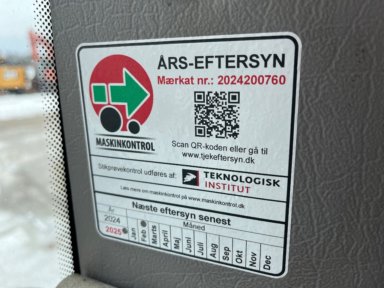 ÅRS-EFTERSYN
Mærkat nr.: 2024200760
MASKINKONTROL
Scan QR-koden eller gå til
www.tjekeftersyn.dk
Stikprøvekontrol udføres af:
TEKNOLOGISK
INSTITUT
Læs mere om maskinkontrol på www.maskinkontrol.dk
Næste eftersyn senest
År
Måned
2024
2025
Jan
Feb
Marts
April
Maj
Juni
Juli
Aug
Sep
Okt
Nov
Dec